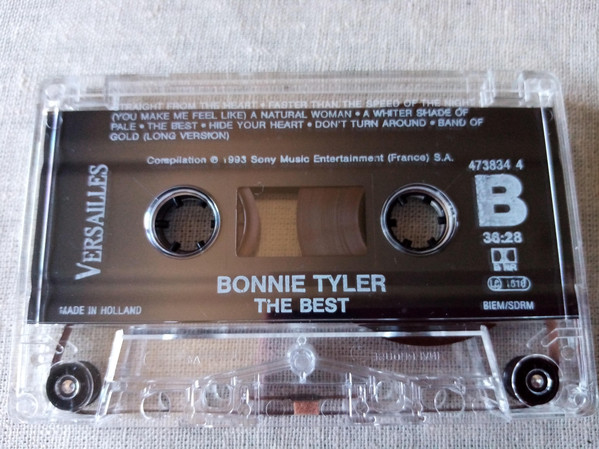 STRAIGHT FROM THE HEART • FASTER THAN THE SPEED OF THE
(YOU MAKE ME FEEL LIKE) A NATURAL WOMAN • A WHITER SHADE OF
PALE • THE BEST • HIDE YOUR HEART • DON'T TURN AROUND • BAND OF
GOLD (LONG VERSION)
Compilation ℗ 1993 Sony Music Entertainment (France) S.A.
473834 4
VERSAILLES
B
36:28
BONNIE TYLER
THE BEST
MADE IN HOLLAND
BIEM/SDRM